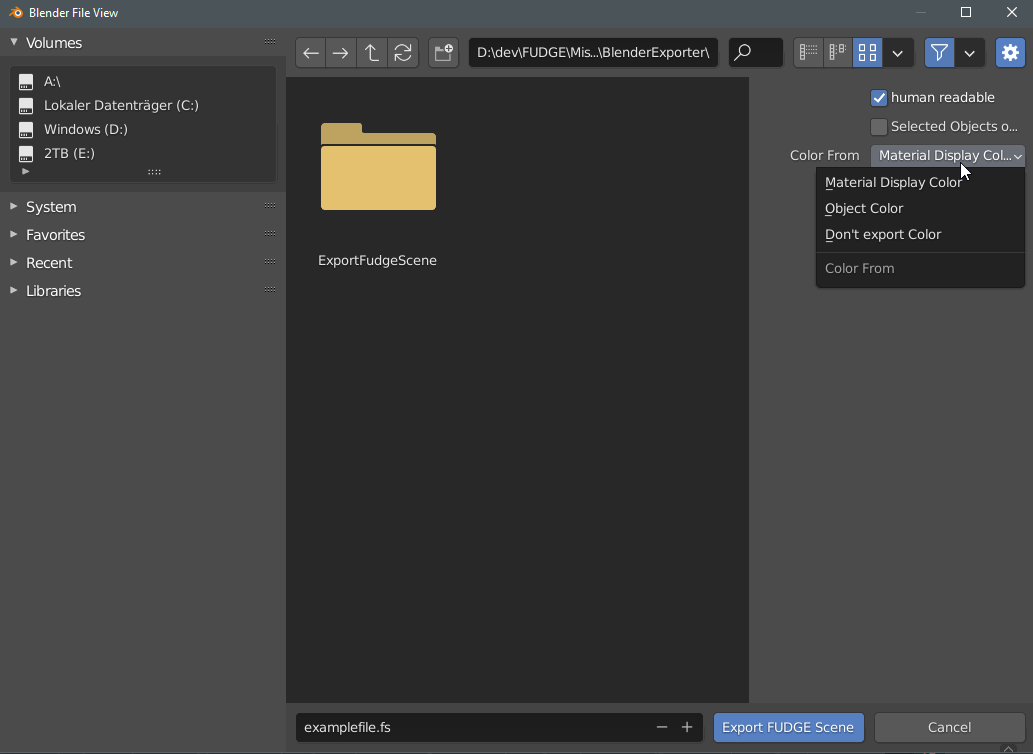 Blender File View
Volumes
A:\
Lokaler Datenträger (C:)
Windows (D:)
2TB (E:)
System
Favorites
Recent
Libraries
D:\dev\FUDGE\Mis...\BlenderExporter\
ExportFudgeScene
human readable
Selected Objects o...
Color From
Material Display Col...
Material Display Color
Object Color
Don't export Color
Color From
examplefile.fs
Export FUDGE Scene
Cancel